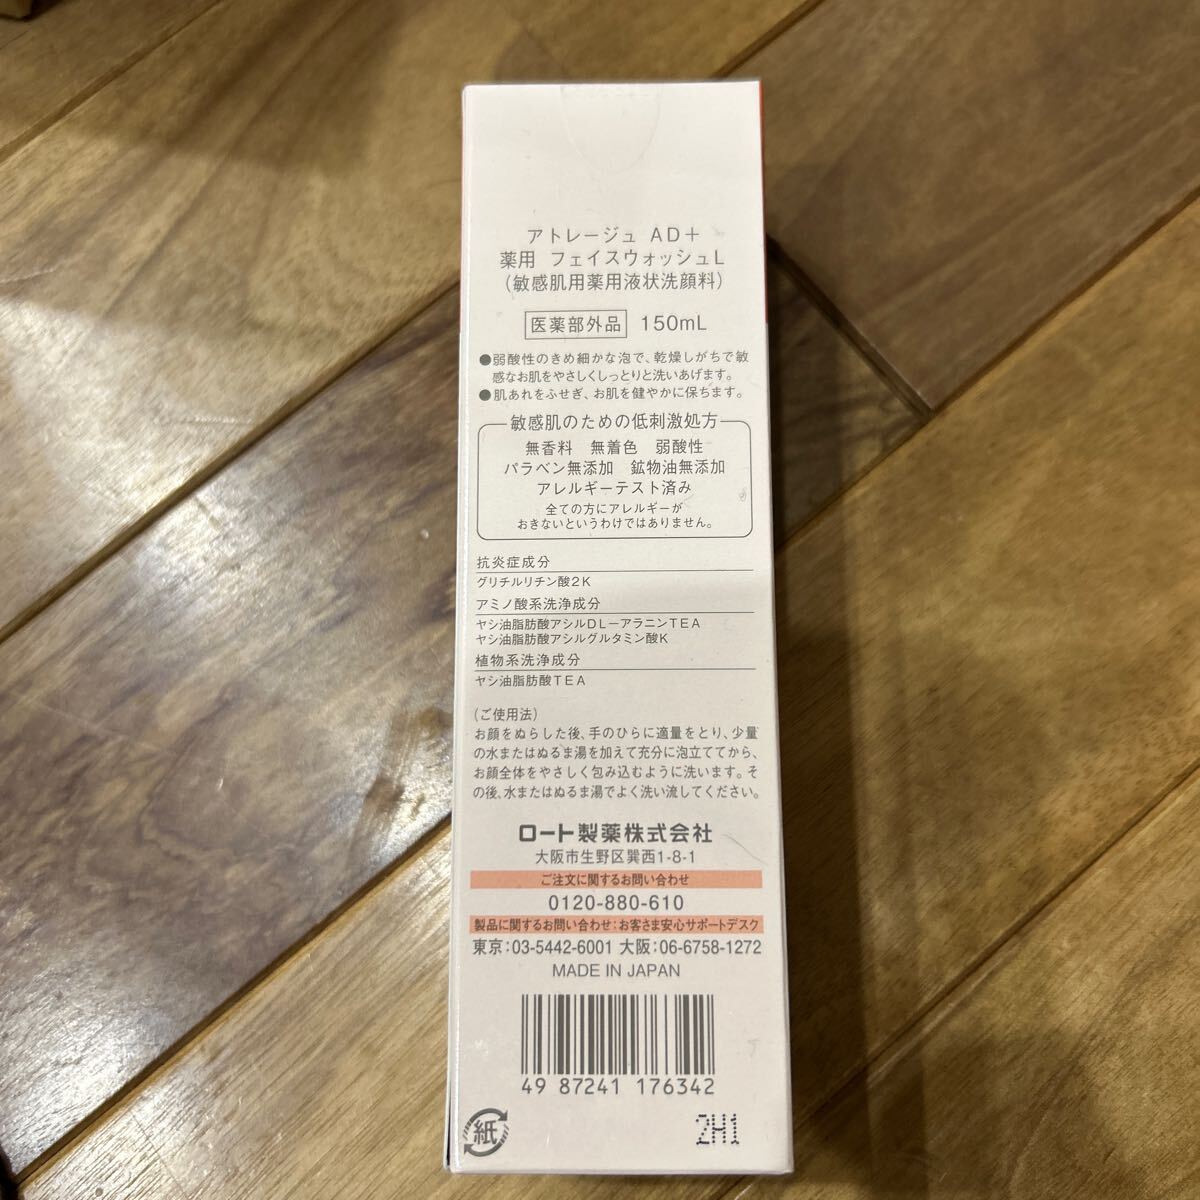 アトレージュ AD＋
薬用 フェイスウォッシュL
(敏感肌用薬用液状洗顔料)
医薬部外品 150mL
●弱酸性のきめ細かな泡で、乾燥しがちで敏
感なお肌をやさしくしっとりと洗いあげます。
●肌あれをふせぎ、お肌を健やかに保ちます。
敏感肌のための低刺激処方
無香料 無着色 弱酸性
パラベン無添加 鉱物油無添加
アレルギーテスト済み
全ての方にアレルギーが
おきないというわけではありません。
抗炎症成分
グリチルリチン酸2K
アミノ酸系洗浄成分
ヤシ油脂肪酸アシルDLーアラニンTEA
ヤシ油脂肪酸アシルグルタミン酸K
植物系洗浄成分
ヤシ油脂肪酸TEA
(ご使用法)
お顔をぬらした後、手のひらに適量をとり、少量
の水またはぬるま湯を加えて充分に泡立ててから、
お顔全体をやさしく包み込むように洗います。そ
の後、水またはぬるま湯でよく洗い流してください。
ロート製薬株式会社
大阪市生野区巽西1-8-1
ご注文に関するお問い合わせ
0120-880-610
製品に関するお問い合わせ：お客さま安心サポートデスク
東京：03-5442-6001 大阪：06-6758-1272
MADE IN JAPAN
49 87241 176342
紙
2H1